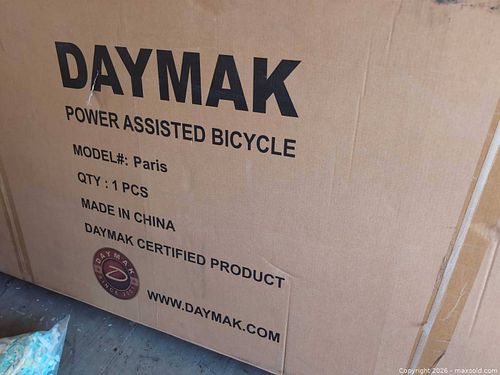 DAYMAK
POWER ASSISTED BICYCLE
MODEL#: Paris
QTY : 1 PCS
MADE IN CHINA
DAYMAK CERTIFIED PRODUCT
DAYMAK
WWW.DAYMAK.COM
Copyright 2026 - maxsold.com